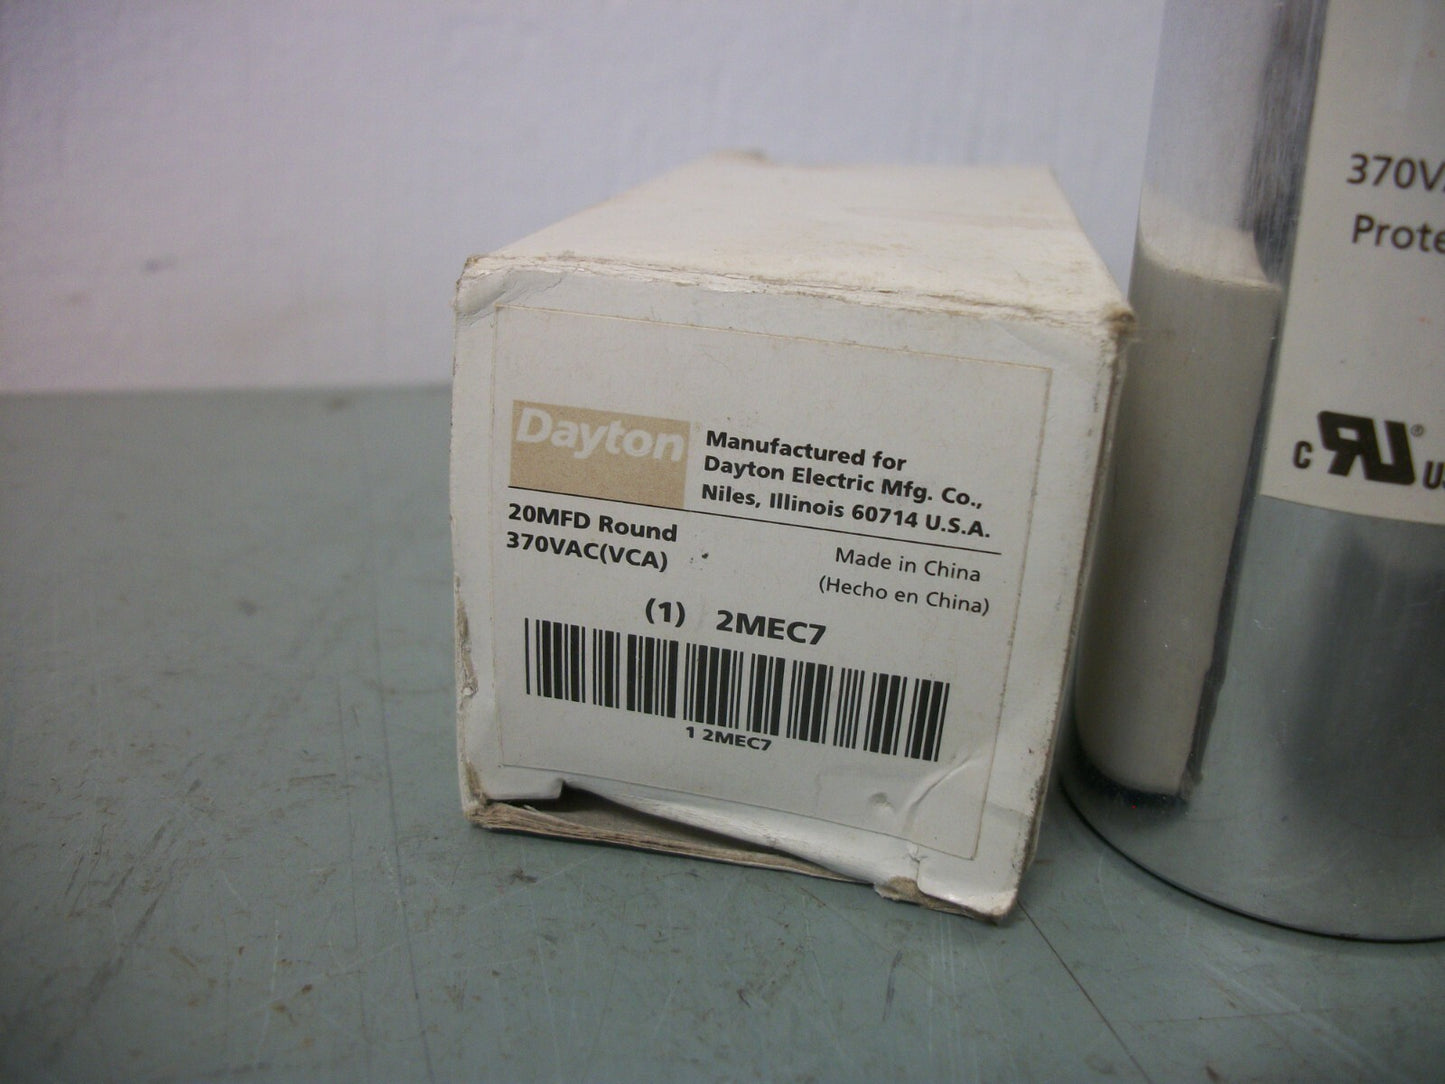 Dayton
Manufactured for
Dayton Electric Mfg. Co.,
Niles, Illinois 60714 U.S.A.
20MFD Round
370VAC(VCA)
Made in China
(Hecho en China)
(1) 2MEC7
1 2MEC7
370V
Prote
c RU® U